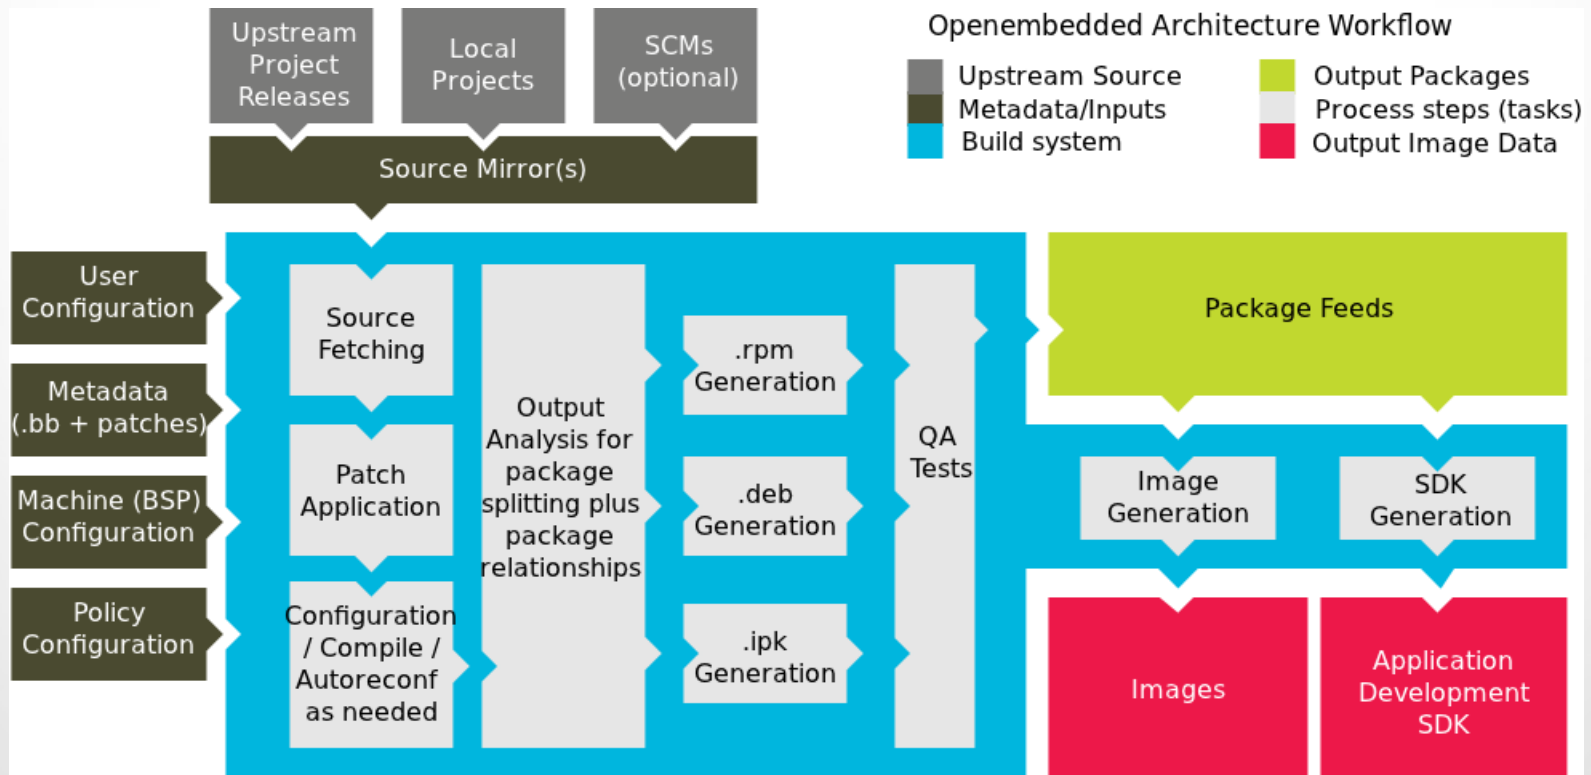 Openembedded Architecture Workflow
Upstream Source
Metadata/Inputs
Build system
Output Packages
Process steps (tasks)
Output Image Data
Upstream
Project
Releases
Local
Projects
SCMs
(optional)
Source Mirror(s)
User
Configuration
Metadata
(.bb + patches)
Machine (BSP)
Configuration
Policy
Configuration
Source
Fetching
Patch
Application
Configuration
/ Compile /
Autoreconf
as needed
Output
Analysis for
package
splitting plus
package
relationships
.rpm
Generation
.deb
Generation
.ipk
Generation
QA
Tests
Package Feeds
Image
Generation
SDK
Generation
Images
Application
Development
SDK